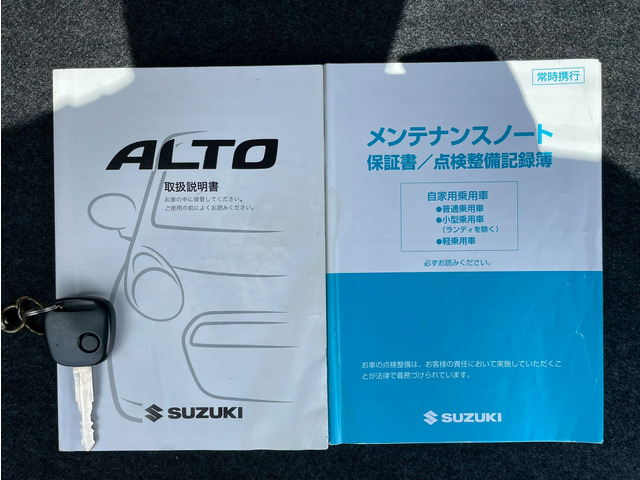 ALTO
取扱説明書
お車の中に保管してください。
ご使用の前によくお読みください。
SUZUKI
常時携行
メンテナンスノート
保証書／点検整備記録簿
自家用乗用車
●普通乗用車
●小型乗用車
(ランディを除く)
●軽乗用車
必ずお読みください。
お車の点検整備は、お客様の責任において実施していただくこ
とが法律で義務づけられています。
SUZUKI